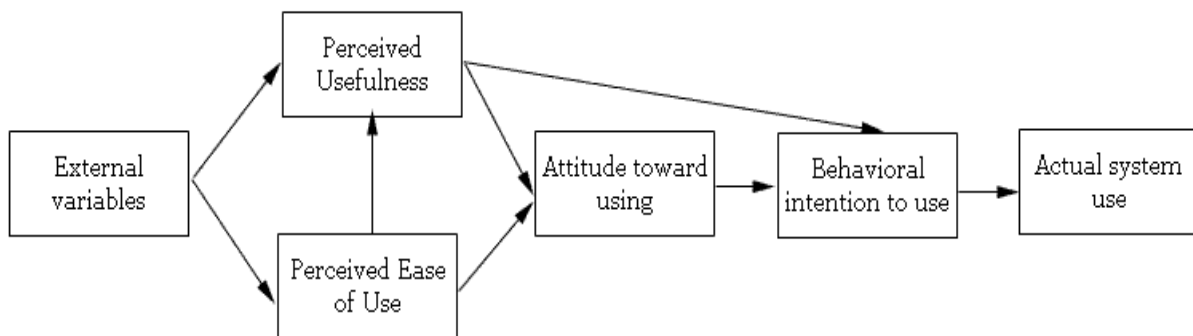 Perceived
Usefulness
External
variables
Attitude toward
using
Behavioral
intention to use
Actual system
use
Perceived Ease
of Use